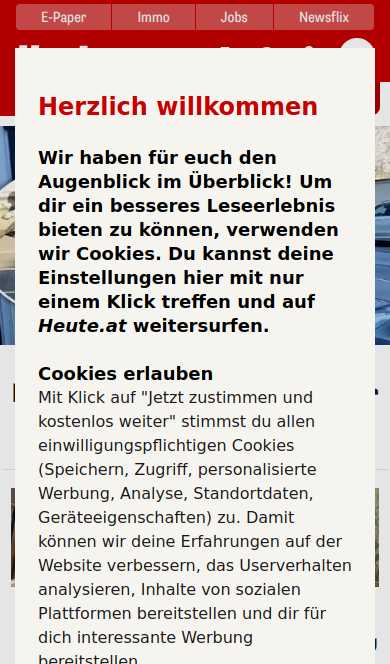 E-Paper Immo Jobs Newsflix
Herzlich willkommen
Wir haben für euch den
Augenblick im Überblick! Um
dir ein besseres Leseerlebnis
bieten zu können, verwenden
wir Cookies. Du kannst deine
Einstellungen hier mit nur
einem Klick treffen und auf
Heute.at weitersurfen.
Cookies erlauben
Mit Klick auf "Jetzt zustimmen und
kostenlos weiter" stimmst du allen
einwilligungspflichtigen Cookies
(Speichern, Zugriff, personalisierte
Werbung, Analyse, Standortdaten,
Geräteeigenschaften) zu. Damit
können wir deine Erfahrungen auf der
Website verbessern, das Userverhalten
analysieren, Inhalte von sozialen
Plattformen bereitstellen und dir für
dich interessante Werbung
bereitstellen